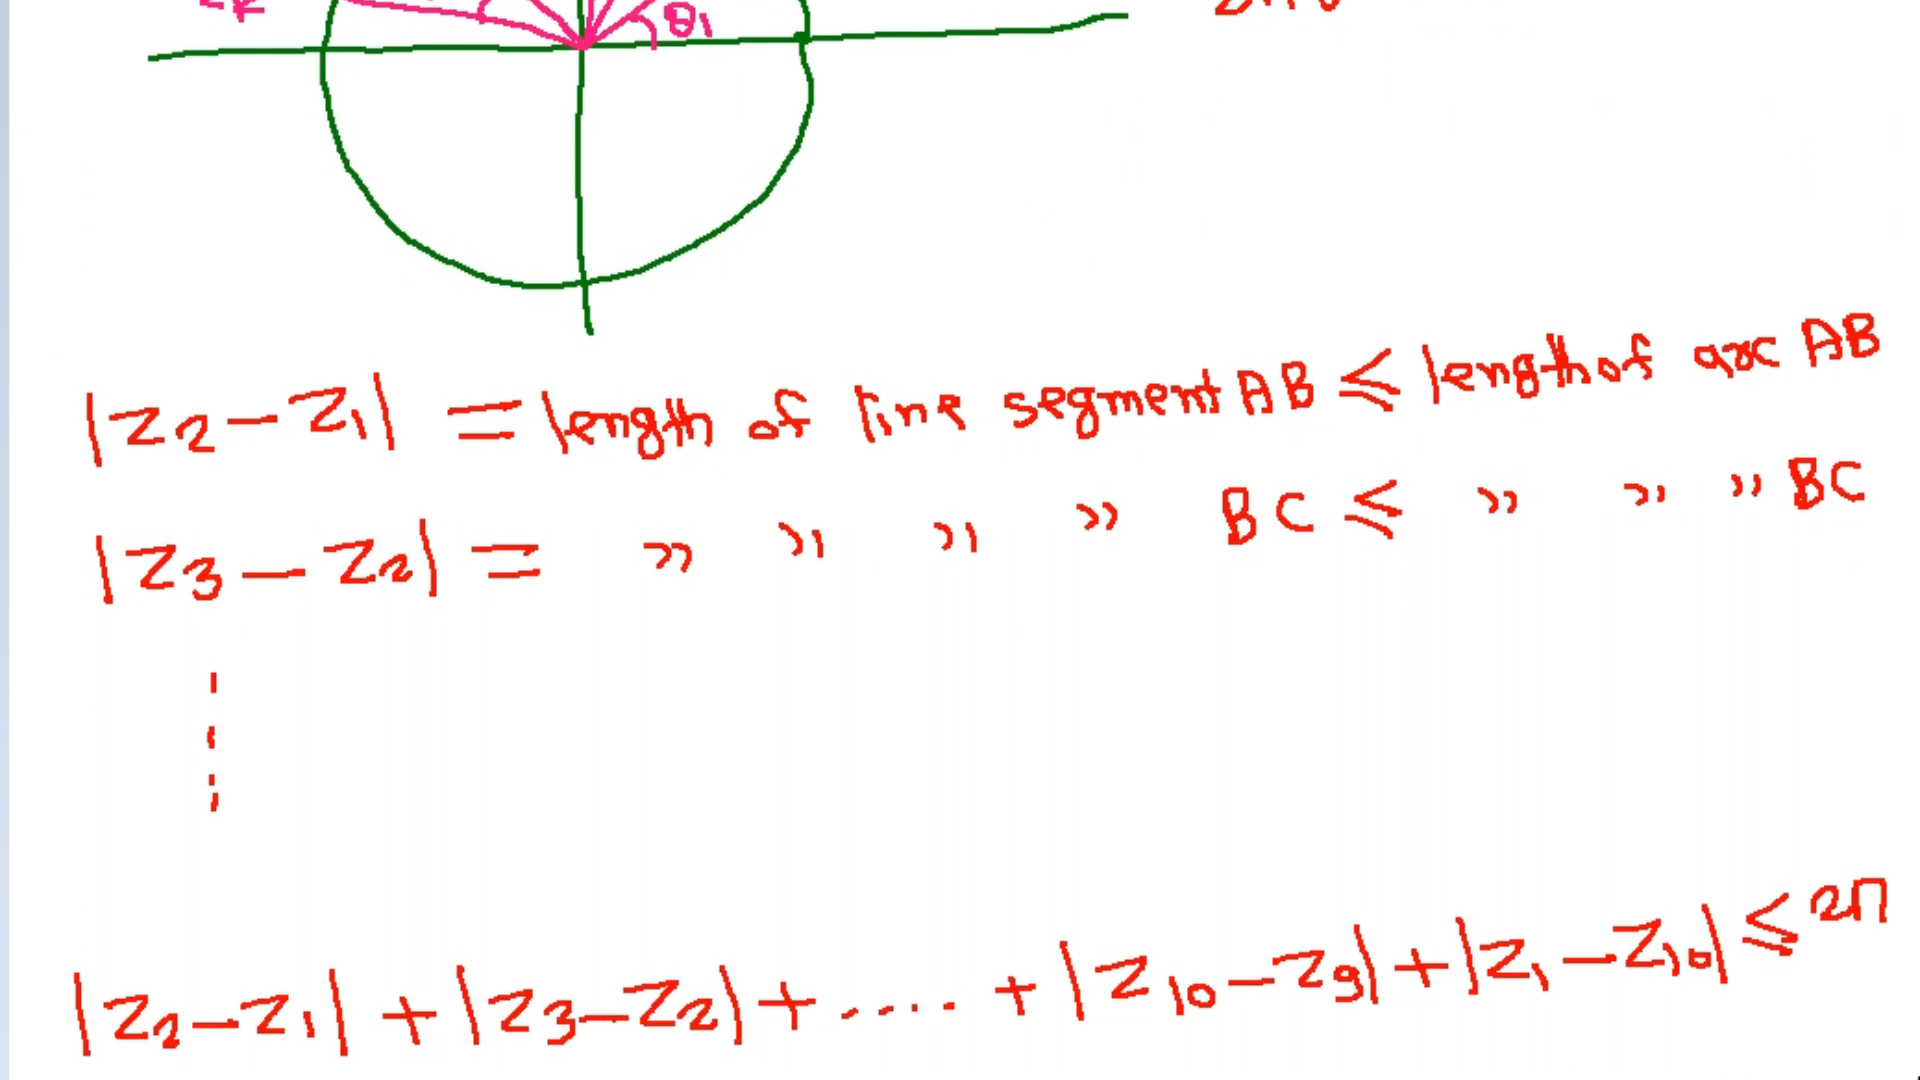 θ1
|Z2-Z1| = length of line segment AB ≤ length of arc AB
|Z3-Z2| = " " " " BC ≤ " " " BC
|Z2-Z1| + |Z3-Z2| + .... + |Z10-Z9| + |Z1-Z10| ≤ 2π